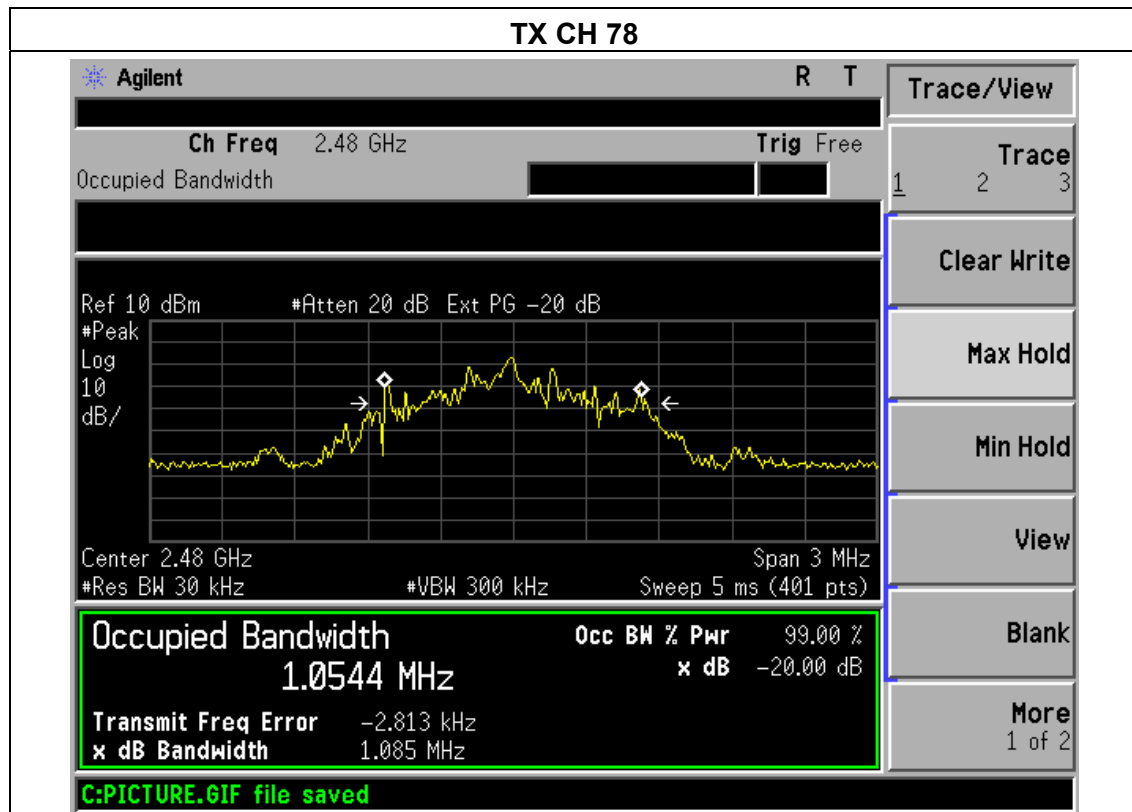 TX CH 78
Agilent
R T
Trace/View
Ch Freq 2.48 GHz
Trig Free
Occupied Bandwidth
Trace
1 2 3
Clear Write
Ref 10 dBm #Atten 20 dB Ext PG -20 dB
#Peak
Log
10
dB/
Max Hold
Min Hold
View
Center 2.48 GHz
Span 3 MHz
#Res BW 30 kHz #VBW 300 kHz Sweep 5 ms (401 pts)
Occupied Bandwidth
1.0544 MHz
Occ BW % Pwr 99.00 %
x dB -20.00 dB
Transmit Freq Error -2.813 kHz
x dB Bandwidth 1.085 MHz
Blank
More
1 of 2
C:PICTURE.GIF file saved